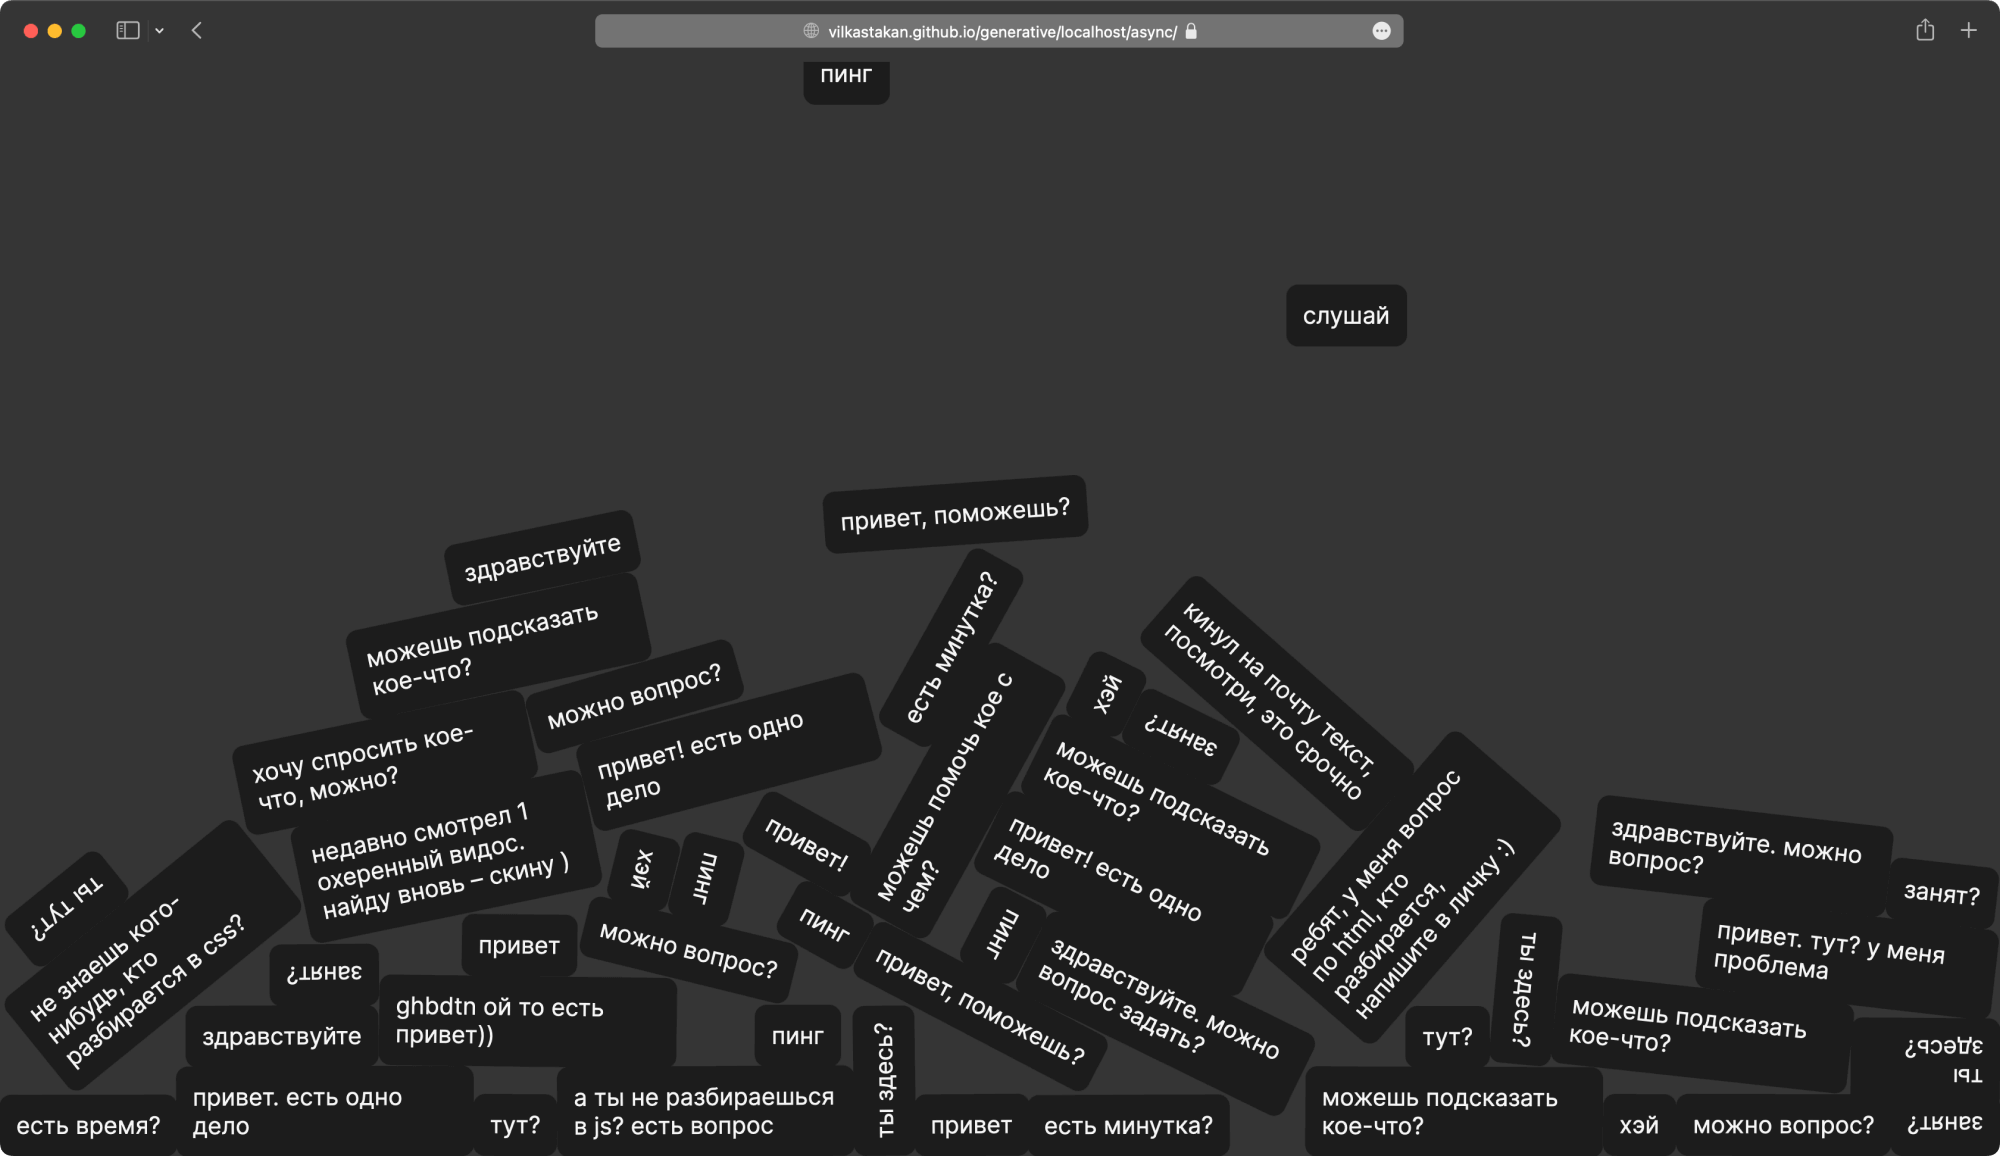 vilkastakan.github.io/generative/localhost/async/
пинг
слушай
привет, поможешь?
здравствуйте
есть минутка?
можешь подсказать
кое-что?
кинул на почту текст,
посмотри, это срочно
можно вопрос?
хэй
занят?
хочу спросить кое-
что, можно?
привет! есть одно
дело
можешь помочь кое с
чем?
можешь подсказать
кое-что?
недавно смотрел 1
охеренный видос.
найду вновь – скину )
привет!
привет! есть одно
дело
ребят, у меня вопрос
по html, кто
разбирается,
напишите в личку :)
здравствуйте. можно
вопрос?
хэй
пинг
ты тут?
занят?
не знаешь кого-
нибудь, кто
разбирается в css?
пинг
пинг
привет
можно вопрос?
привет. тут? у меня
проблема
занят?
здравствуйте. можно
вопрос задать?
ты здесь?
привет, поможешь?
ghbdtn ой то есть
привет))
можешь подсказать
кое-что?
здравствуйте
пинг
тут?
ты
здесь?
ты здесь?
есть время?
привет. есть одно
дело
тут?
а ты не разбираешься
в js? есть вопрос
привет
есть минутка?
можешь подсказать
кое-что?
хэй
можно вопрос?
занят?